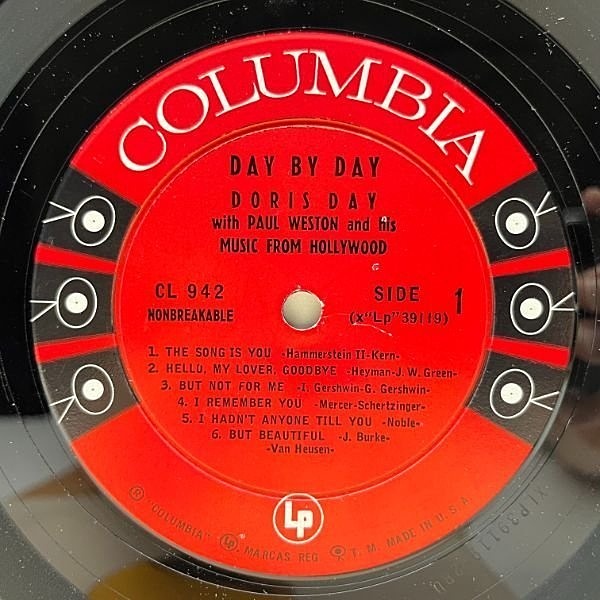 COLUMBIA
DAY BY DAY
DORIS DAY
with PAUL WESTON and his
MUSIC FROM HOLLYWOOD
CL 942
NONBREAKABLE
SIDE 1
(x"Lp"39119)
1. THE SONG IS YOU -Hammerstein II-Kern-
2. HELLO, MY LOVER, GOODBYE -Heyman-J. W. Green-
3. BUT NOT FOR ME -I. Gershwin-G. Gershwin-
4. I REMEMBER YOU -Mercer-Schertzinger-
5. I HADN'T ANYONE TILL YOU -Noble-
6. BUT BEAUTIFUL -J. Burke-
-Van Heusen-
Lp
® "COLUMBIA" Lp MARCAS REG. T. M. MADE IN U. S. A.